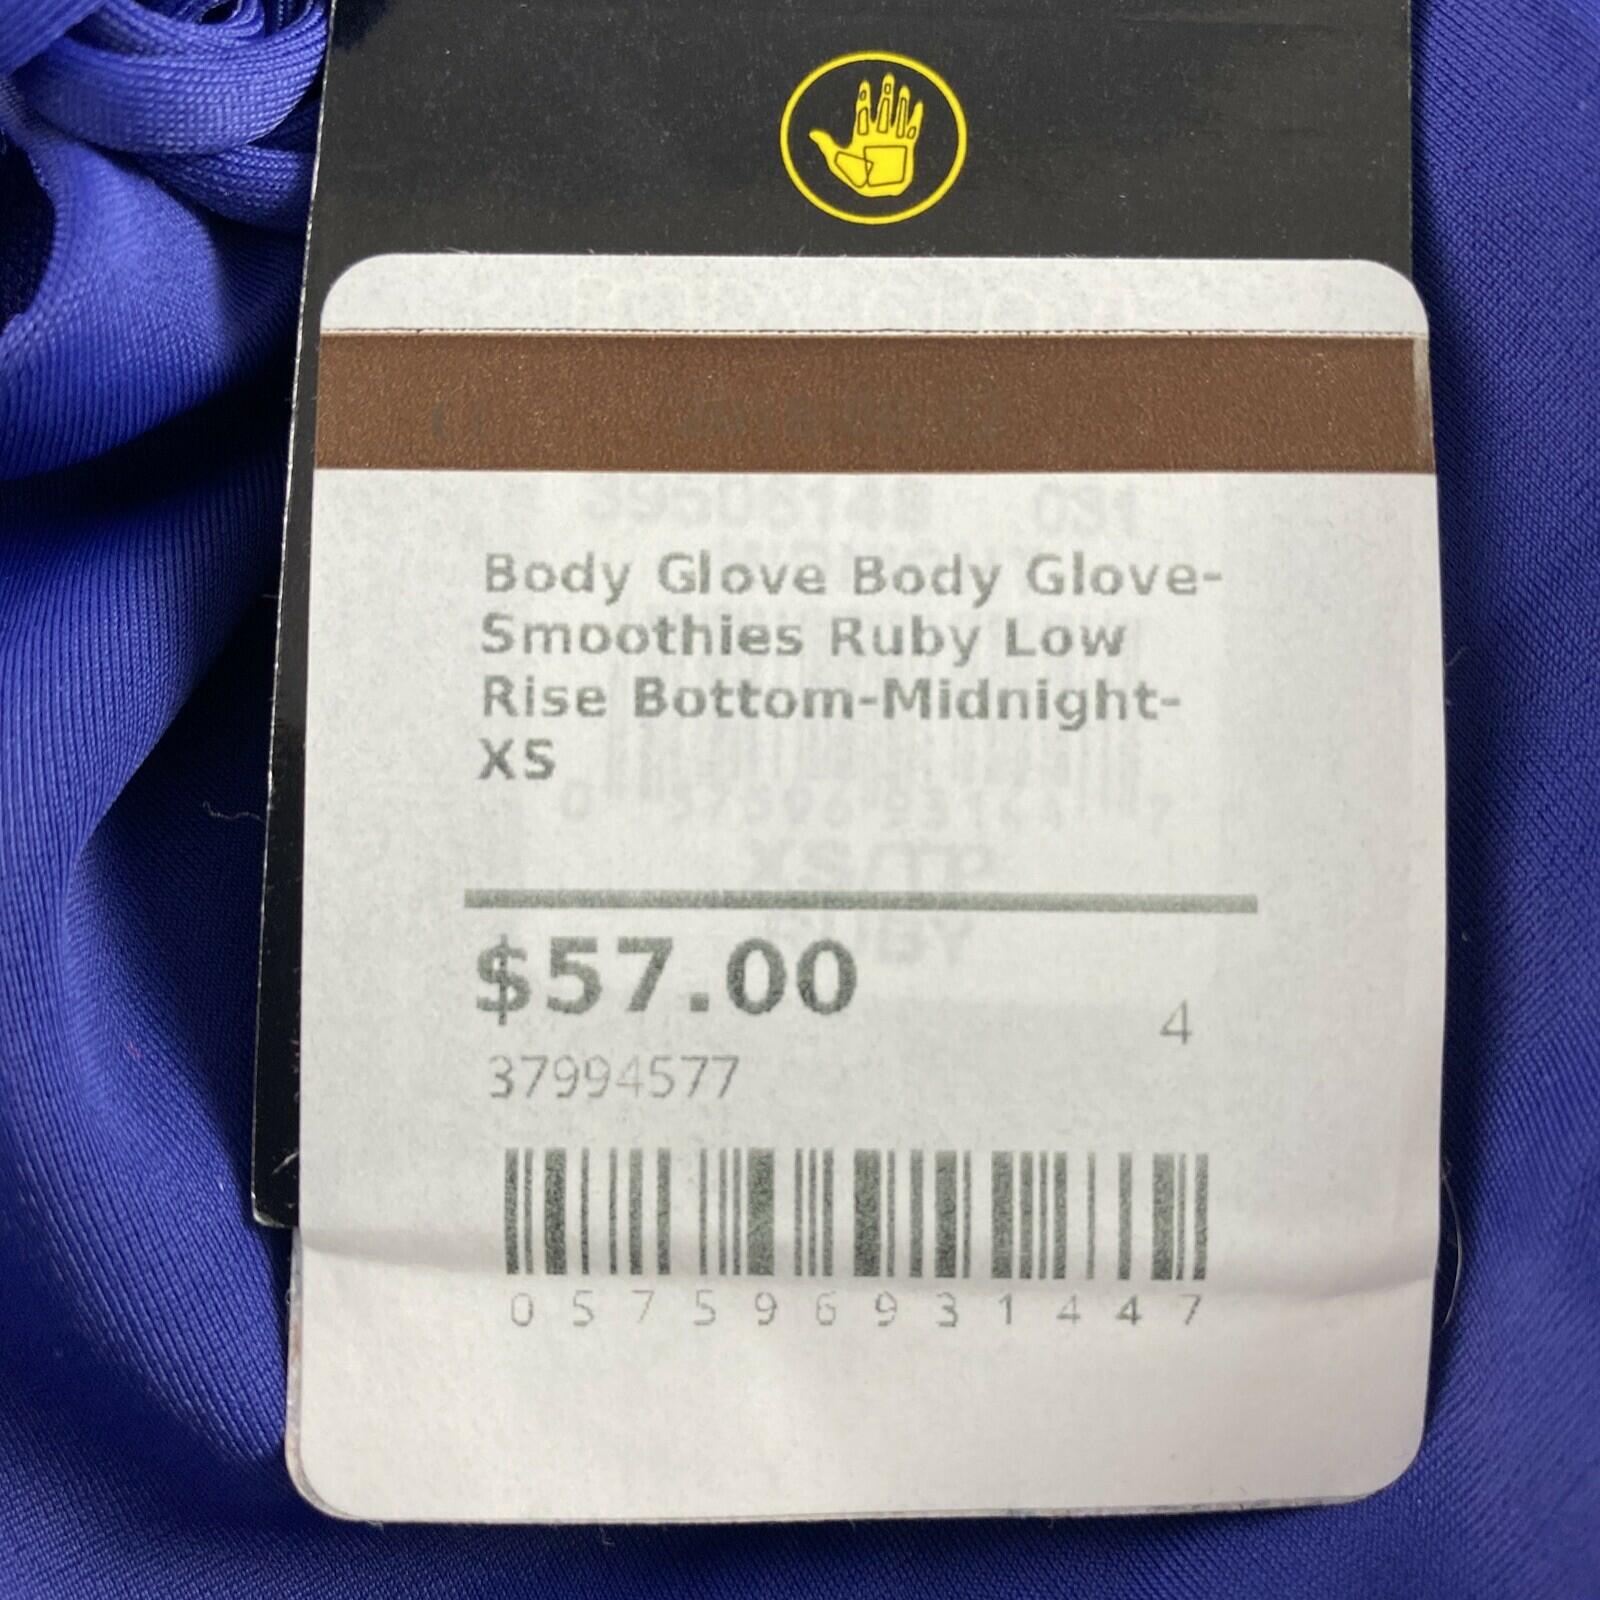 Body Glove Body Glove-
Smoothies Ruby Low
Rise Bottom-Midnight-
XS
$57.00
4
37994577
0 5 7 5 9 6 9 3 1 4 4 7